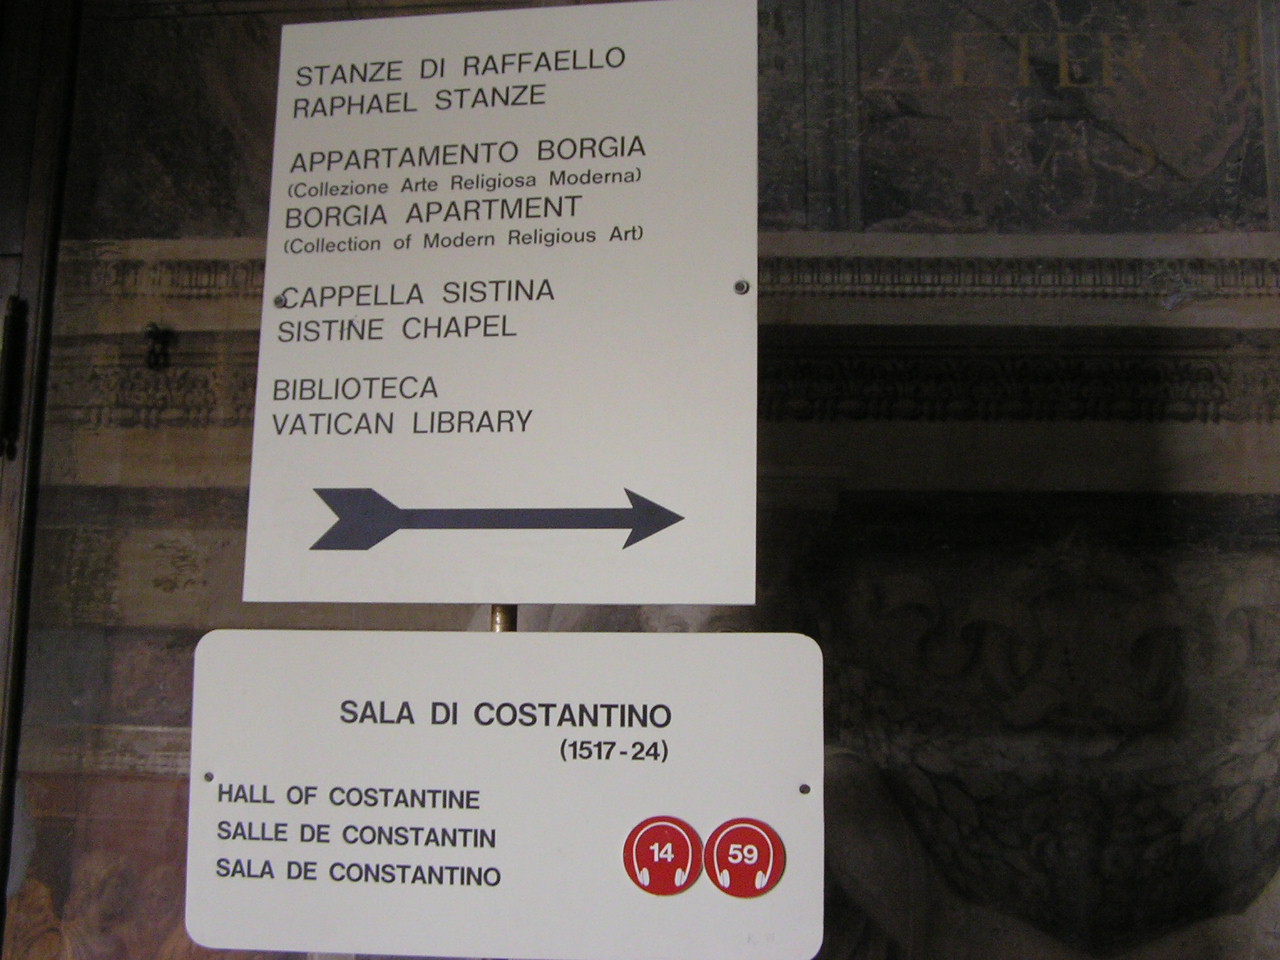 STANZE DI RAFFAELLO
RAPHAEL STANZE
APPARTAMENTO BORGIA
(Collezione Arte Religiosa Moderna)
BORGIA APARTMENT
(Collection of Modern Religious Art)
CAPPELLA SISTINA
SISTINE CHAPEL
BIBLIOTECA
VATICAN LIBRARY
SALA DI COSTANTINO
(1517-24)
HALL OF COSTANTINE
SALLE DE CONSTANTIN
SALA DE CONSTANTINO
14 59
AETERNI